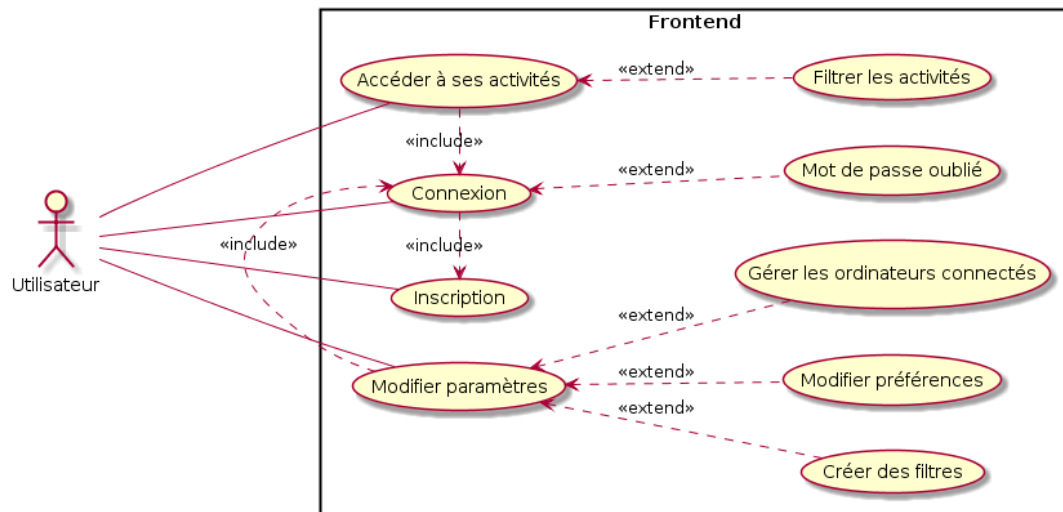 Frontend
Accéder à ses activités
«extend»
Filtrer les activités
«include»
Connexion
«extend»
Mot de passe oublié
«include»
«include»
Utilisateur
Inscription
Gérer les ordinateurs connectés
«extend»
Modifier paramètres
«extend»
Modifier préférences
«extend»
Créer des filtres